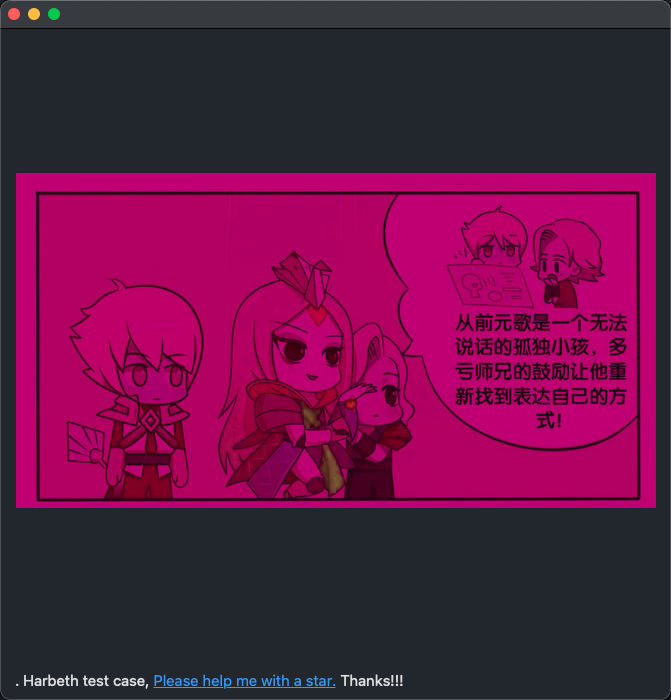 从前元歌是一个无法
说话的孤独小孩，多
亏师兄的鼓励让他重
新找到表达自己的方
式！
. Harbeth test case, Please help me with a star. Thanks!!!